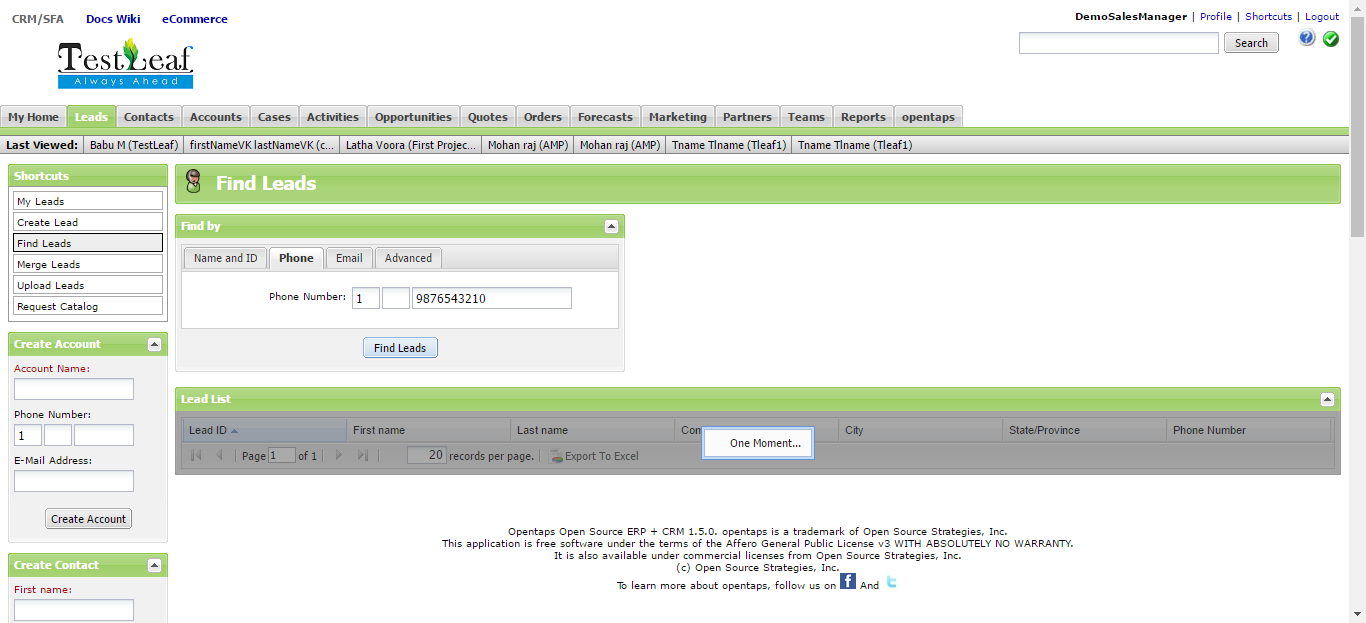 CRM/SFA Docs Wiki eCommerce
DemoSalesManager | Profile | Shortcuts | Logout
TestLeaf
Always Ahead
Search
My Home Leads Contacts Accounts Cases Activities Opportunities Quotes Orders Forecasts Marketing Partners Teams Reports opentaps
Last Viewed: Babu M (TestLeaf) firstNameVK lastNameVK (c... Latha Voora (First Projec... Mohan raj (AMP) Mohan raj (AMP) Tname Tlname (Tleaf1) Tname Tlname (Tleaf1)
Shortcuts
My Leads
Create Lead
Find Leads
Merge Leads
Upload Leads
Request Catalog
Create Account
Account Name:
Phone Number:
1
E-Mail Address:
Create Account
Create Contact
First name:
Find Leads
Find by
Name and ID Phone Email Advanced
Phone Number: 1 9876543210
Find Leads
Lead List
Lead ID First name Last name Com City State/Province Phone Number
One Moment...
Page 1 of 1 20 records per page. Export To Excel
Opentaps Open Source ERP + CRM 1.5.0. opentaps is a trademark of Open Source Strategies, Inc.
This application is free software under the terms of the Affero General Public License v3 WITH ABSOLUTELY NO WARRANTY.
It is also available under commercial licenses from Open Source Strategies, Inc.
(c) Open Source Strategies, Inc.
To learn more about opentaps, follow us on f And t